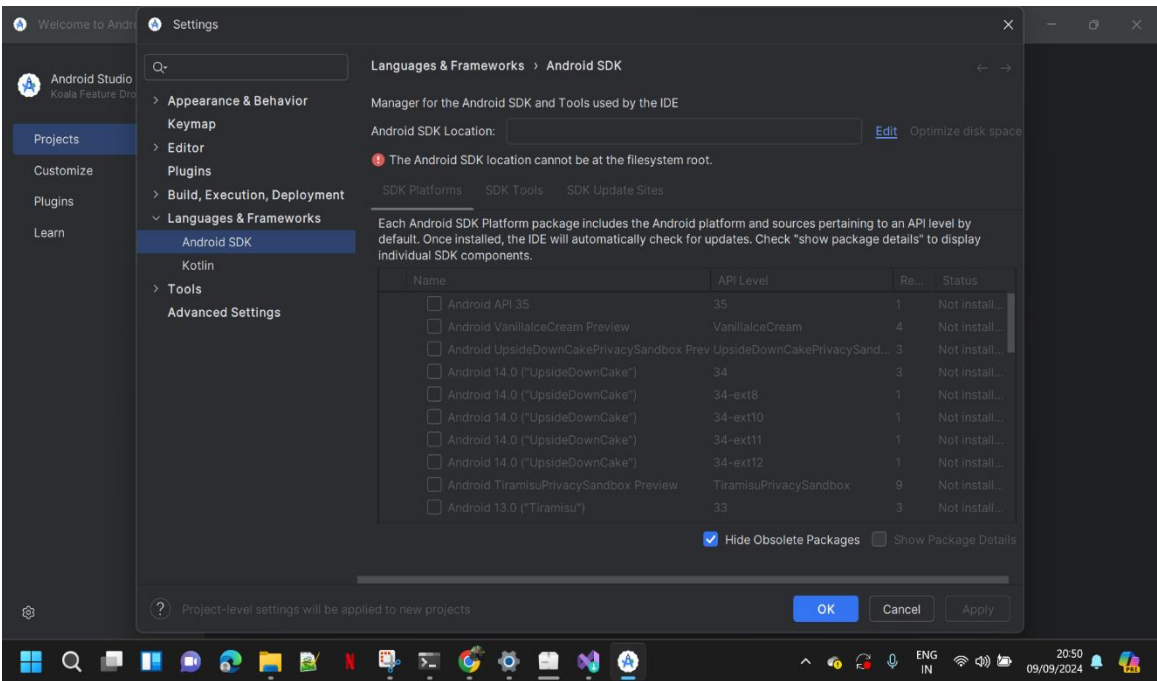 Welcome to Andr
Settings
Android Studio
Koala Feature Dro
Projects
Customize
Plugins
Learn
Appearance & Behavior
Keymap
Editor
Plugins
Build, Execution, Deployment
Languages & Frameworks
Android SDK
Kotlin
Tools
Advanced Settings
Languages & Frameworks › Android SDK
Manager for the Android SDK and Tools used by the IDE
Android SDK Location: Edit Optimize disk space
The Android SDK location cannot be at the filesystem root.
SDK Platforms SDK Tools SDK Update Sites
Each Android SDK Platform package includes the Android platform and sources pertaining to an API level by
default. Once installed, the IDE will automatically check for updates. Check "show package details" to display
individual SDK components.
Name API Level Re... Status
Android API 35 35 1 Not install...
Android VanillaIceCream Preview VanillaIceCream 4 Not install...
Android UpsideDownCakePrivacySandbox Prev UpsideDownCakePrivacySand... 3 Not install...
Android 14.0 ("UpsideDownCake") 34 3 Not install...
Android 14.0 ("UpsideDownCake") 34-ext8 1 Not install...
Android 14.0 ("UpsideDownCake") 34-ext10 1 Not install...
Android 14.0 ("UpsideDownCake") 34-ext11 1 Not install...
Android 14.0 ("UpsideDownCake") 34-ext12 1 Not install...
Android TiramisuPrivacySandbox Preview TiramisuPrivacySandbox 9 Not install...
Android 13.0 ("Tiramisu") 33 3 Not install...
Hide Obsolete Packages Show Package Details
? Project-level settings will be applied to new projects
OK Cancel Apply
ENG
IN
20:50
09/09/2024
PRE